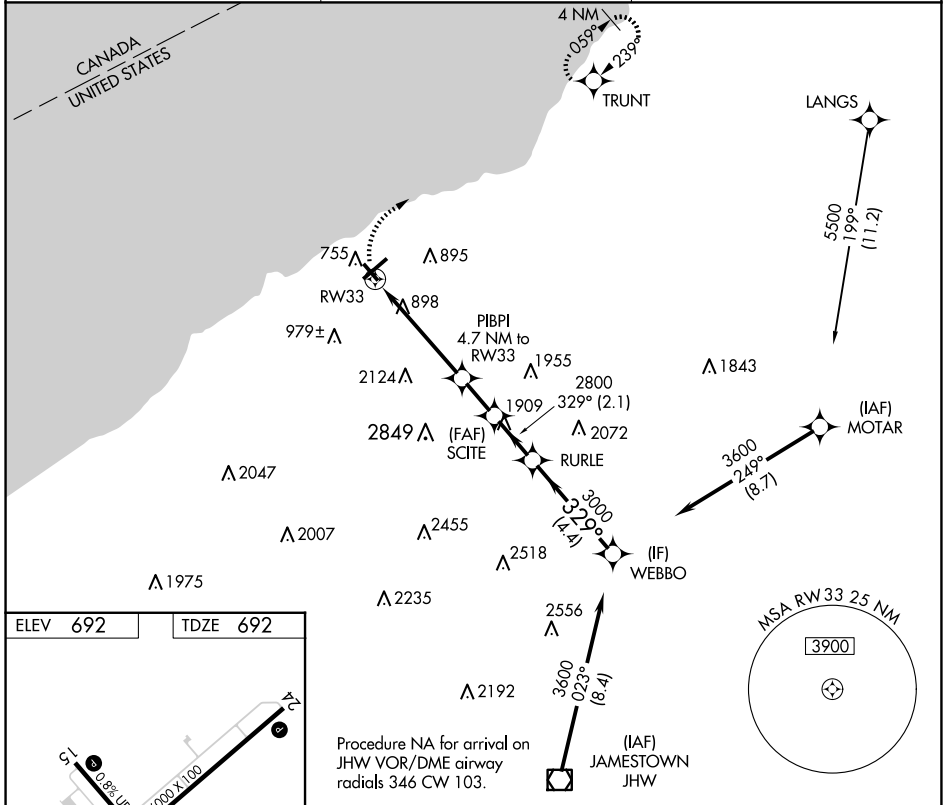 CANADA
UNITED STATES
4 NM
059°
239°
TRUNT
LANGS
5500
199°
(11.2)
755
895
RW33
898
979±
PIBPI
4.7 NM to
RW33
1955
1843
2124
2800
329° (2.1)
1909
2849
(FAF)
SCITE
2072
(IAF)
MOTAR
RURLE
3600
249°
(8.7)
2047
3000
329°
(4.4)
2007
2455
2518
(IF)
WEBBO
1975
2235
2556
MSA RW 33 25 NM
3900
ELEV 692
TDZE 692
3600
023°
(8.4)
2192
24
P
15
P
0.8% UP
Procedure NA for arrival on
JHW VOR/DME airway
radials 346 CW 103.
(IAF)
JAMESTOWN
JHW